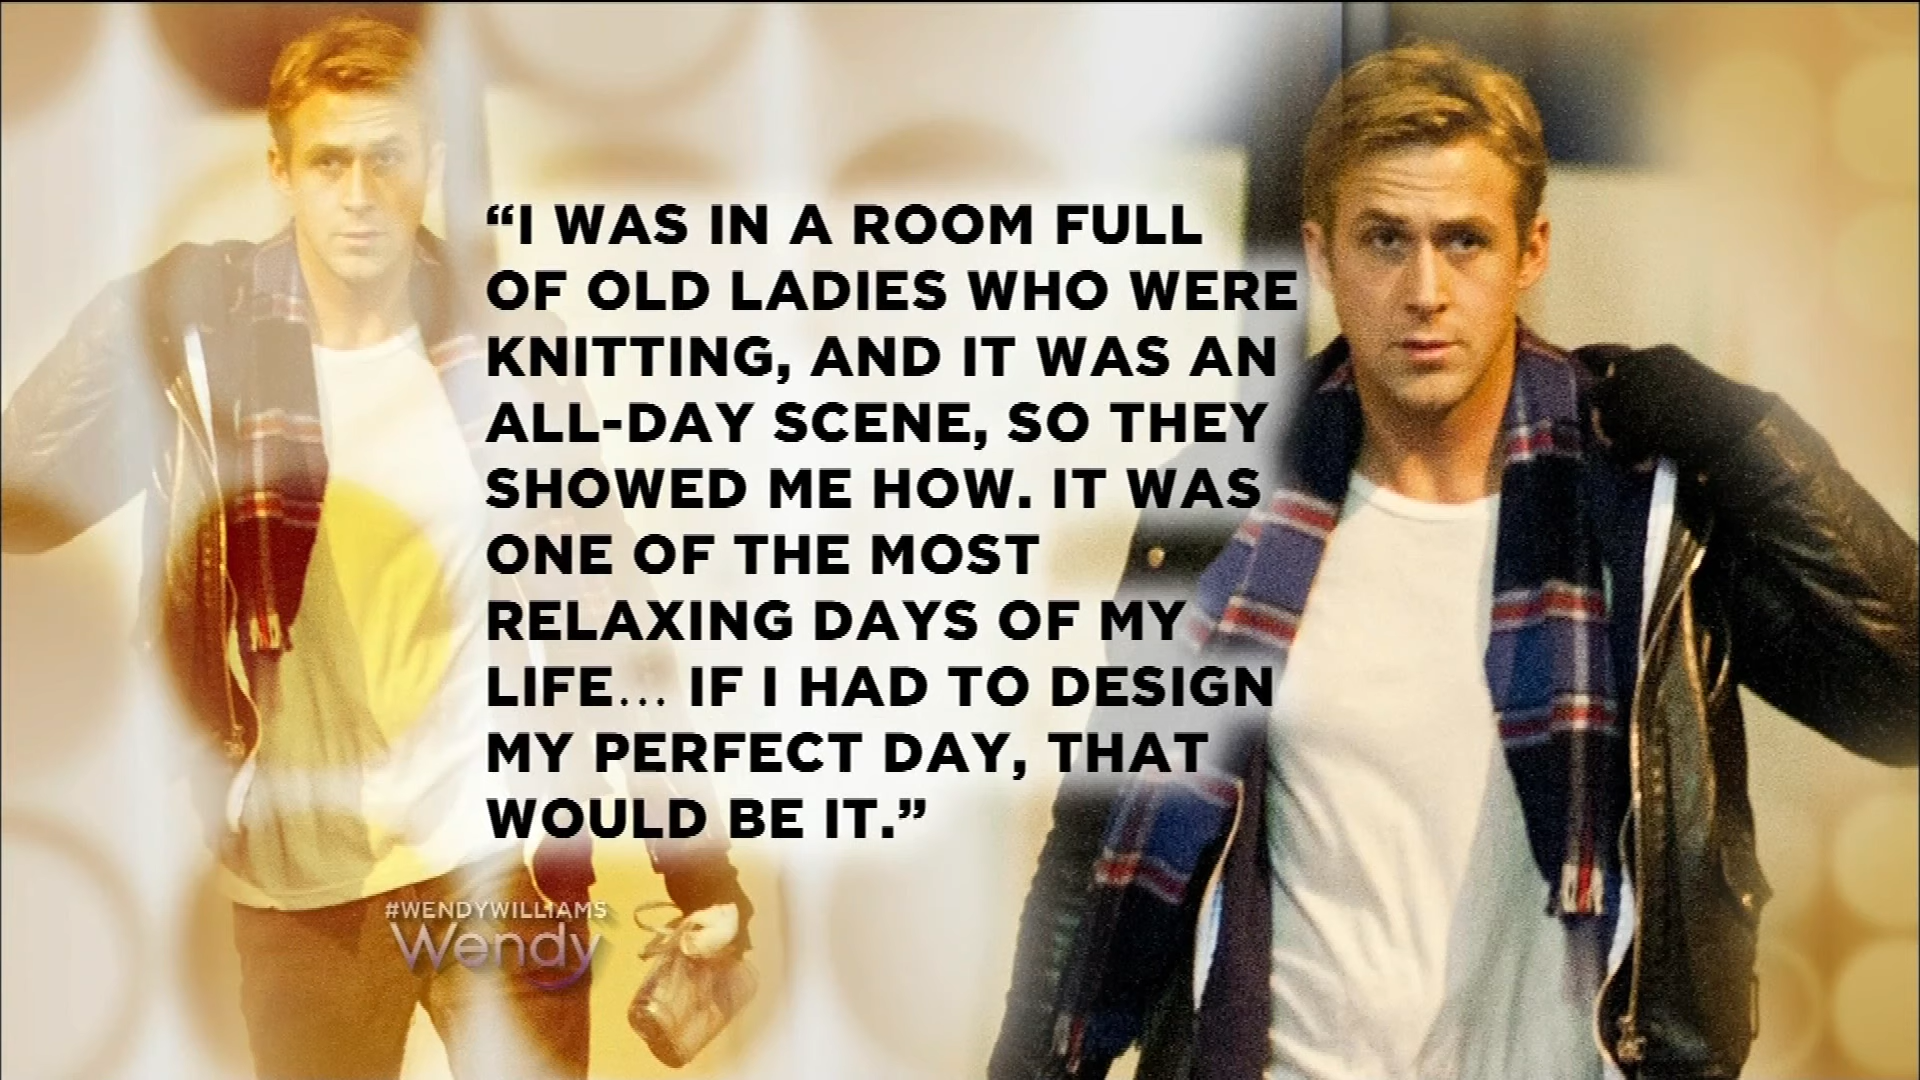 “I WAS IN A ROOM FULL
OF OLD LADIES WHO WERE
KNITTING, AND IT WAS AN
ALL-DAY SCENE, SO THEY
SHOWED ME HOW. IT WAS
ONE OF THE MOST
RELAXING DAYS OF MY
LIFE... IF I HAD TO DESIGN
MY PERFECT DAY, THAT
WOULD BE IT.”
#WENDYWILLIAMS
Wendy